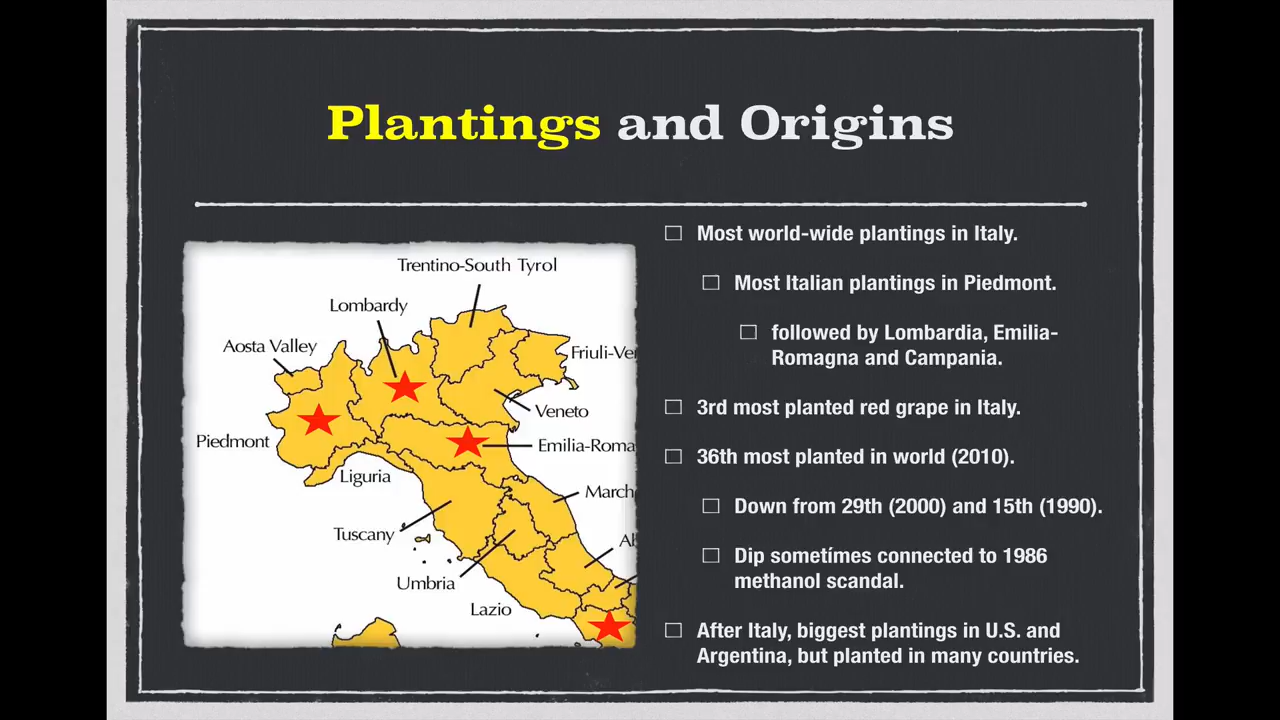 Plantings and Origins
Trentino-South Tyrol
Lombardy
Aosta Valley
Friuli-Ve
Veneto
Piedmont
Emilia-Roma
Liguria
March
Tuscany
Ab
Umbria
Lazio
Most world-wide plantings in Italy.
Most Italian plantings in Piedmont.
followed by Lombardia, Emilia-
Romagna and Campania.
3rd most planted red grape in Italy.
36th most planted in world (2010).
Down from 29th (2000) and 15th (1990).
Dip sometimes connected to 1986
methanol scandal.
After Italy, biggest plantings in U.S. and
Argentina, but planted in many countries.